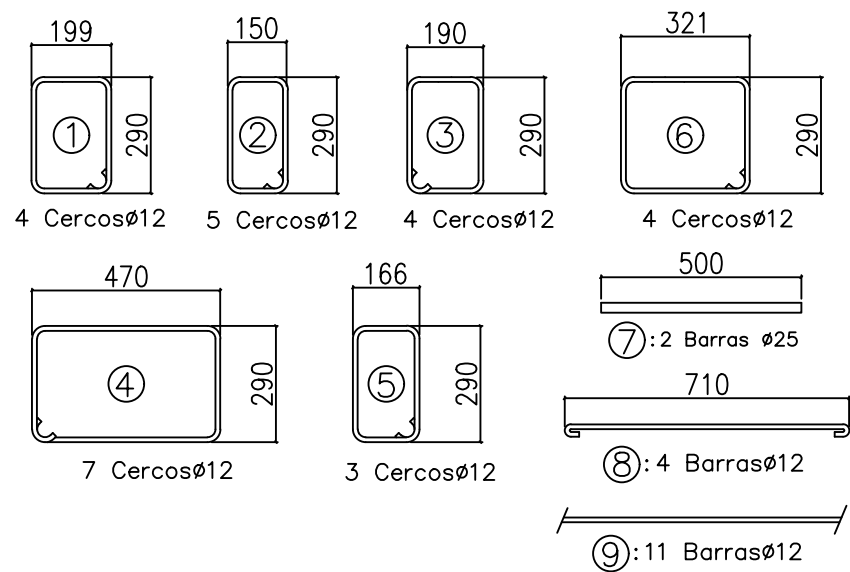 199
290
1
4 CercosØ12
150
290
2
5 CercosØ12
190
290
3
4 CercosØ12
321
290
6
4 CercosØ12
470
290
4
7 CercosØ12
166
290
5
3 CercosØ12
500
7:2 Barras Ø25
710
8:4 BarrasØ12
9:11 BarrasØ12